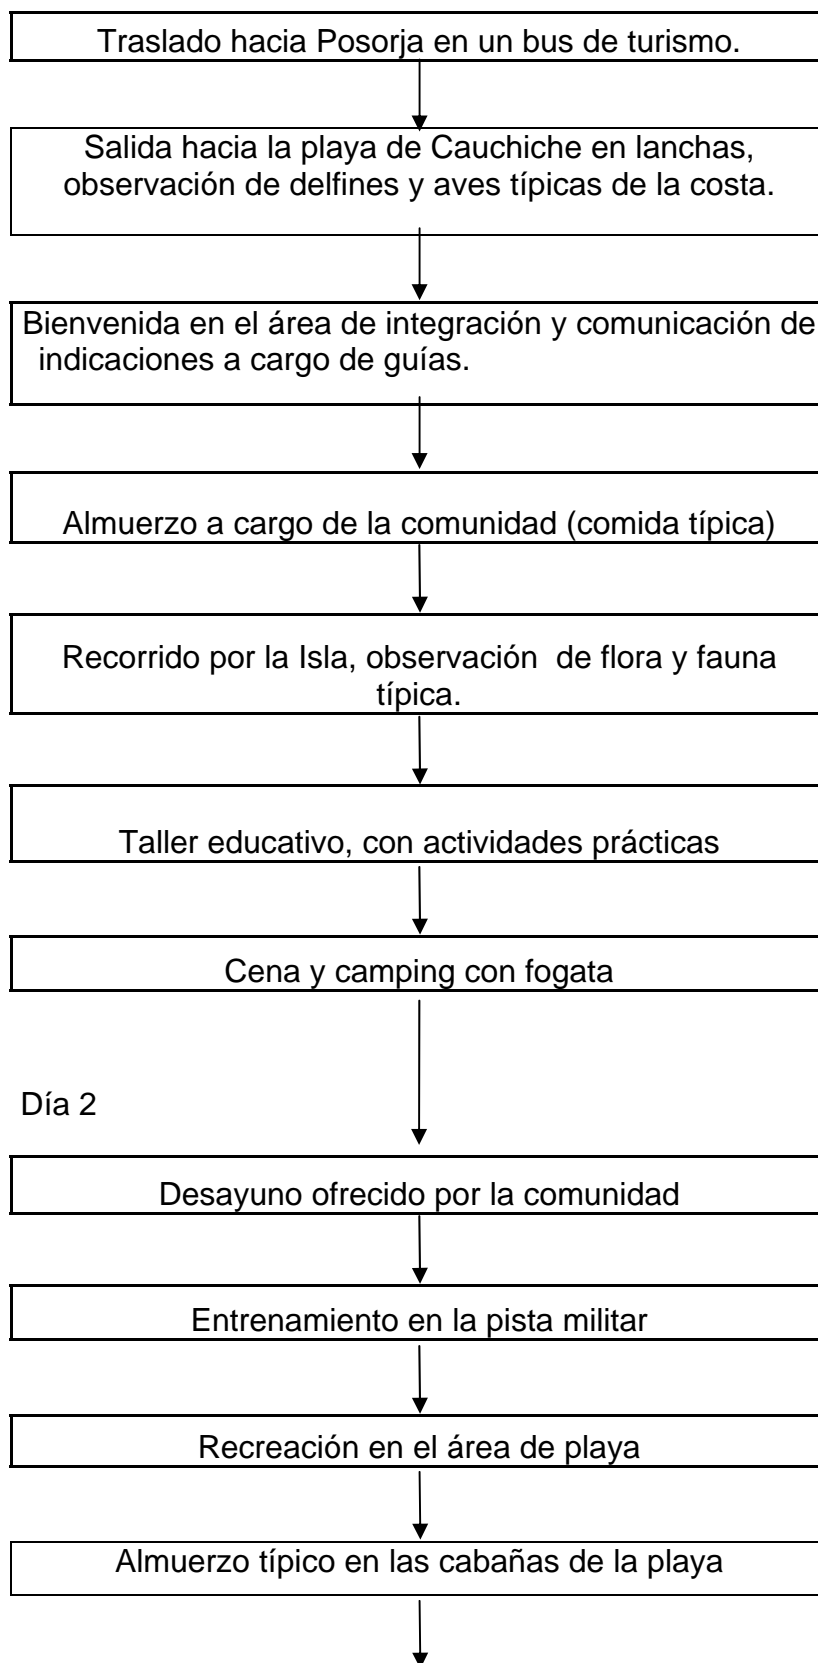 Traslado hacia Posorja en un bus de turismo.
Salida hacia la playa de Cauchiche en lanchas,
observación de delfines y aves típicas de la costa.
Bienvenida en el área de integración y comunicación de
indicaciones a cargo de guías.
Almuerzo a cargo de la comunidad (comida típica)
Recorrido por la Isla, observación  de flora y fauna
típica.
Taller educativo, con actividades prácticas
Cena y camping con fogata
Día 2
Desayuno ofrecido por la comunidad
Entrenamiento en la pista militar
Recreación en el área de playa
Almuerzo típico en las cabañas de la playa